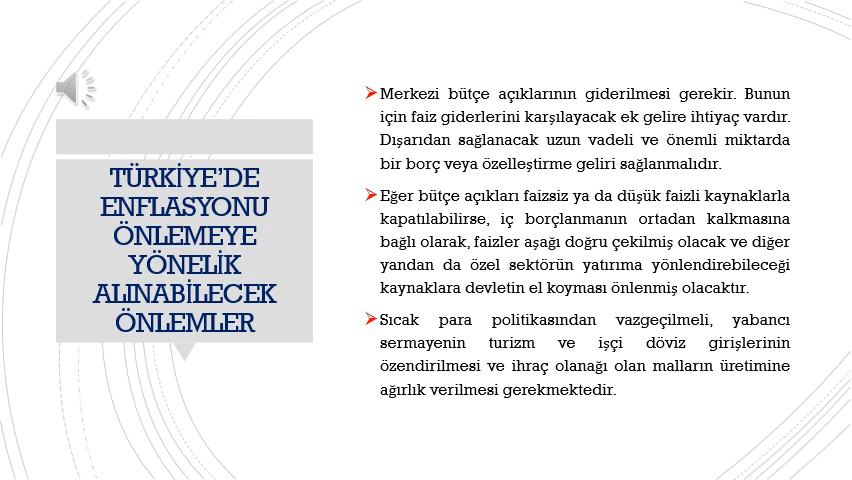 TÜRKİYE'DE
ENFLASYONU
ÖNLEMEYE
YÖNELİK
ALINABİLECEK
ÖNLEMLER
Merkezi bütçe açıklarının giderilmesi gerekir. Bunun
için faiz giderlerini karşılayacak ek gelire ihtiyaç vardır.
Dışarıdan sağlanacak uzun vadeli ve önemli miktarda
bir borç veya özelleştirme geliri sağlanmalıdır.
Eğer bütçe açıkları faizsiz ya da düşük faizli kaynaklarla
kapatılabilirse, iç borçlanmanın ortadan kalkmasına
bağlı olarak, faizler aşağı doğru çekilmiş olacak ve diğer
yandan da özel sektörün yatırıma yönlendirebileceği
kaynaklara devletin el koyması önlenmiş olacaktır.
Sıcak para politikasından vazgeçilmeli, yabancı
sermayenin turizm ve işçi döviz girişlerinin
özendirilmesi ve ihraç olanağı olan malların üretimine
ağırlık verilmesi gerekmektedir.